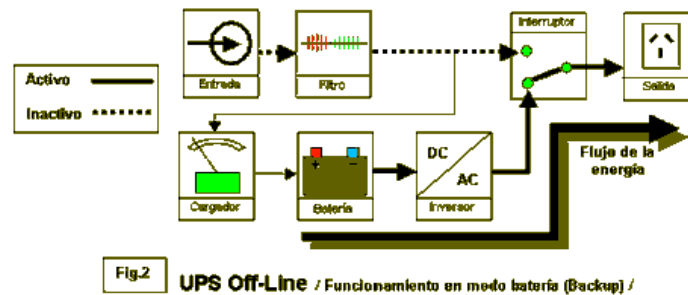 Interruptor
Entrada
Filtro
Salida
Activo
Inactivo
Cargador
Batería
DC
AC
Inversor
+ −
Flujo de la
energía
Fig.2
UPS Off-Line / Funcionamiento en modo batería (Backup) /